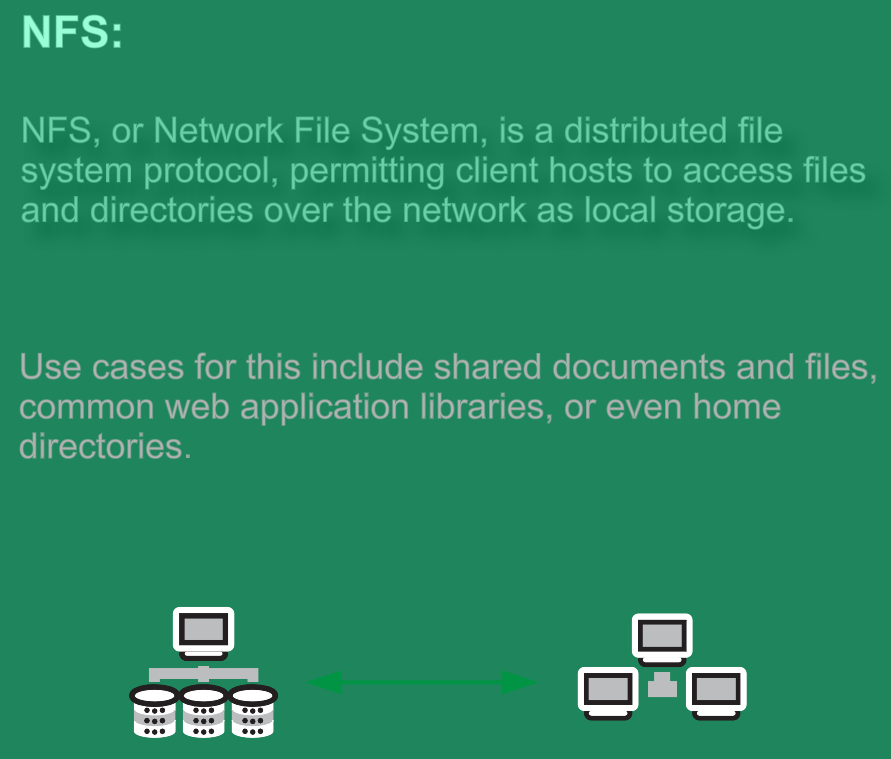 NFS:
NFS, or Network File System, is a distributed file
system protocol, permitting client hosts to access files
and directories over the network as local storage.
Use cases for this include shared documents and files,
common web application libraries, or even home
directories.